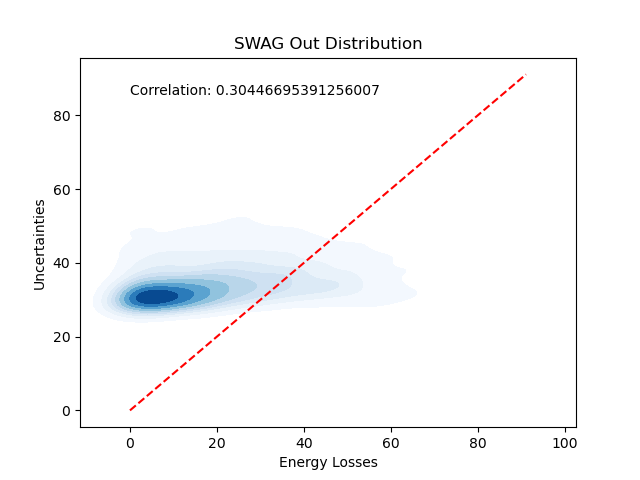 SWAG Out Distribution
Correlation: 0.30446695391256007
80
60
40
20
0
Uncertainties
0 20 40 60 80 100
Energy Losses